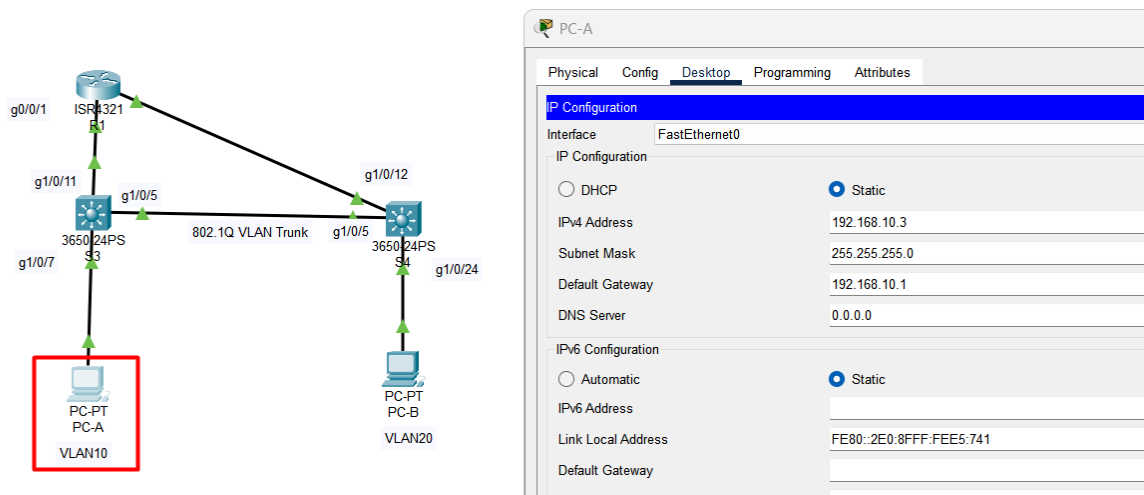 g0/0/1
ISR4321
R1
g1/0/12
g1/0/11
g1/0/5
802.1Q VLAN Trunk
g1/0/5
3650-24PS
S3
3650-24PS
S4
g1/0/7
g1/0/24
PC-PT
PC-A
VLAN10
PC-PT
PC-B
VLAN20
PC-A
Physical Config Desktop Programming Attributes
IP Configuration
Interface FastEthernet0
IP Configuration
DHCP Static
IPv4 Address 192.168.10.3
Subnet Mask 255.255.255.0
Default Gateway 192.168.10.1
DNS Server 0.0.0.0
IPv6 Configuration
Automatic Static
IPv6 Address
Link Local Address FE80::2E0:8FFF:FEE5:741
Default Gateway